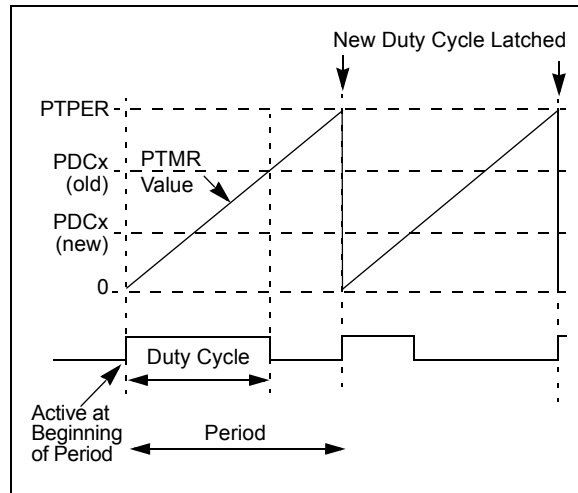 New Duty Cycle Latched
PTPER
PDCx
(old)
PTMR
Value
PDCx
(new)
0
Duty Cycle
Active at
Beginning
of Period
Period